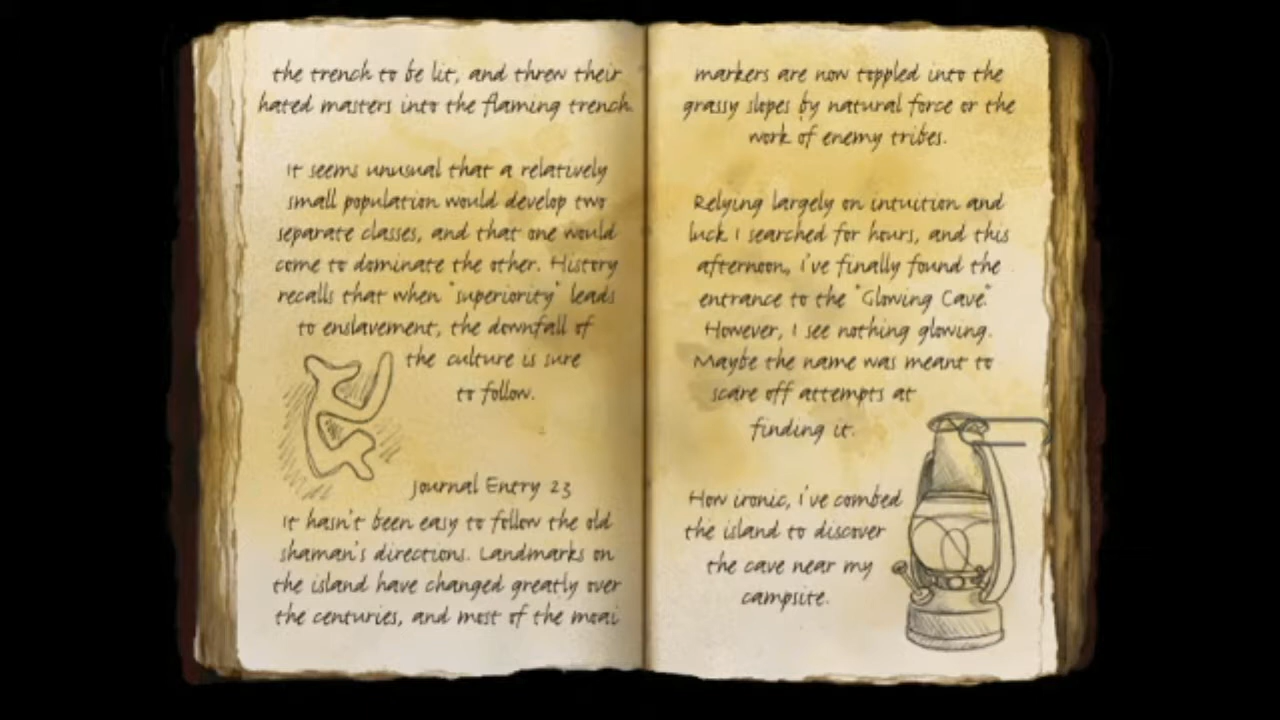 the trench to be lit, and threw their
hated masters into the flaming trench.
It seems unusual that a relatively
small population would develop two
separate classes, and that one would
come to dominate the other. History
recalls that when "superiority" leads
to enslavement, the downfall of
the culture is sure
to follow.
Journal Entry 23
It hasn't been easy to follow the old
shaman's directions. Landmarks on
the island have changed greatly over
the centuries, and most of the moai
markers are now toppled into the
grassy slopes by natural force or the
work of enemy tribes.
Relying largely on intuition and
luck I searched for hours, and this
afternoon, I've finally found the
entrance to the "Glowing Cave."
However, I see nothing glowing.
Maybe the name was meant to
scare off attempts at
finding it.
How ironic, I've combed
the island to discover
the cave near my
campsite.